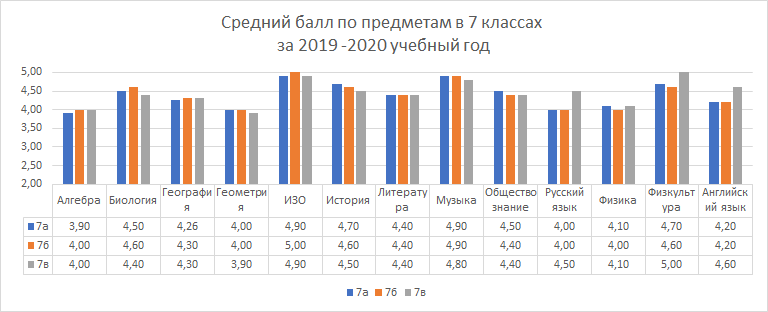 Средний балл по предметам в 7 классах
за 2019 -2020 учебный год
5,00
4,50
4,00
3,50
3,00
2,50
2,00
Алгебра Биология Географи Геометри ИЗО История Литерату Музыка Общество Русский Физика Физкульт Английск
я я ра знание язык ура ий язык
7а 3,90 4,50 4,26 4,00 4,90 4,70 4,40 4,90 4,50 4,00 4,10 4,70 4,20
7б 4,00 4,60 4,30 4,00 5,00 4,60 4,40 4,90 4,40 4,00 4,00 4,60 4,20
7в 4,00 4,40 4,30 3,90 4,90 4,50 4,40 4,80 4,40 4,50 4,10 5,00 4,60
7а 7б 7в